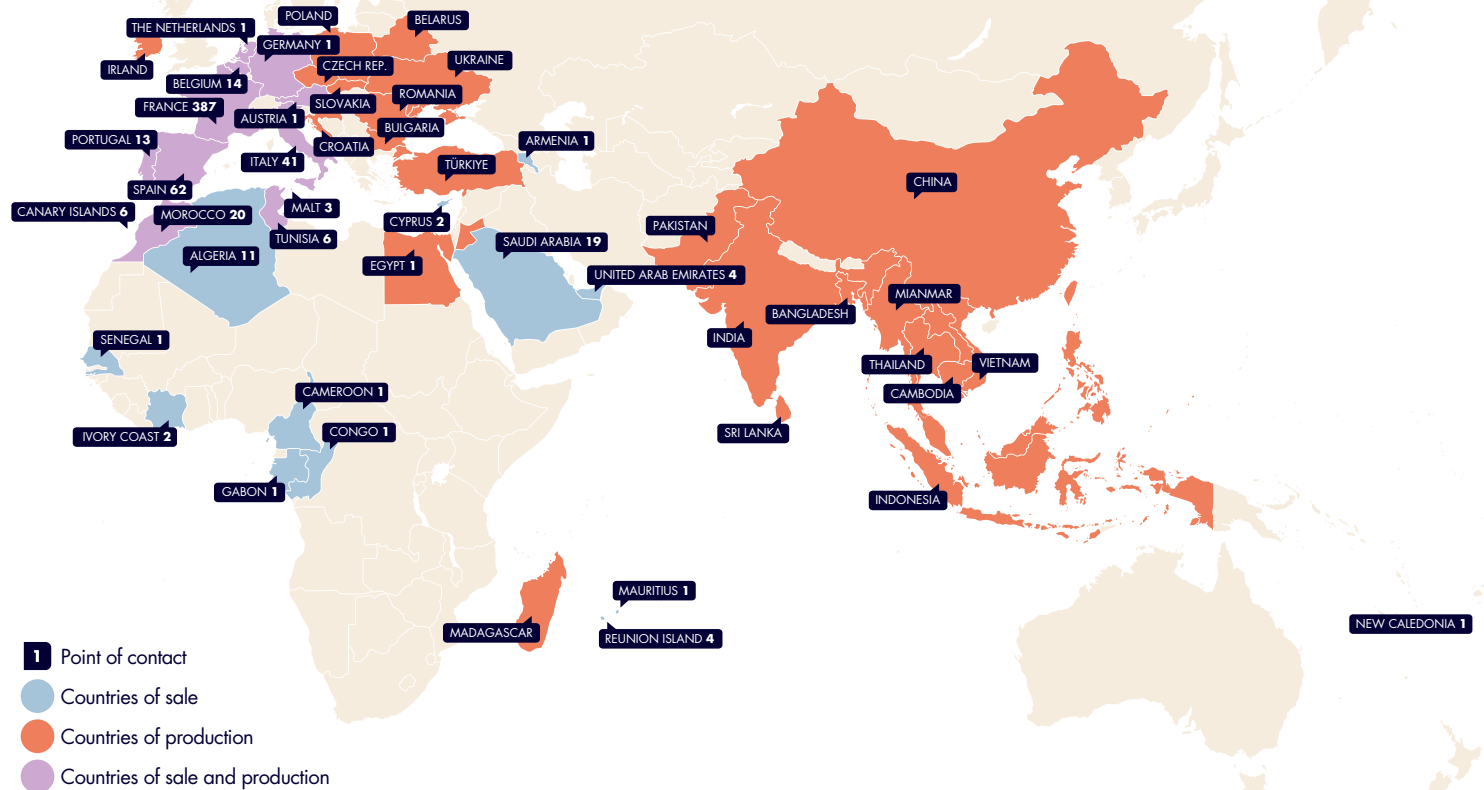 POLAND
BELARUS
THE NETHERLANDS 1
GERMANY 1
IRLAND
CZECH REP.
UKRAINE
BELGIUM 14
ROMANIA
FRANCE 387
SLOVAKIA
AUSTRIA 1
BULGARIA
PORTUGAL 13
ARMENIA 1
CROATIA
ITALY 41
TÜRKIYE
CHINA
SPAIN 62
CANARY ISLANDS 6
MOROCCO 20
MALT 3
CYPRUS 2
PAKISTAN
TUNISIA 6
SAUDI ARABIA 19
ALGERIA 11
EGYPT 1
UNITED ARAB EMIRATES 4
MIANMAR
BANGLADESH
INDIA
SENEGAL 1
THAILAND
VIETNAM
CAMEROON 1
CAMBODIA
IVORY COAST 2
CONGO 1
SRI LANKA
GABON 1
INDONESIA
MAURITIUS 1
NEW CALEDONIA 1
MADAGASCAR
REUNION ISLAND 4
1 Point of contact
Countries of sale
Countries of production
Countries of sale and production